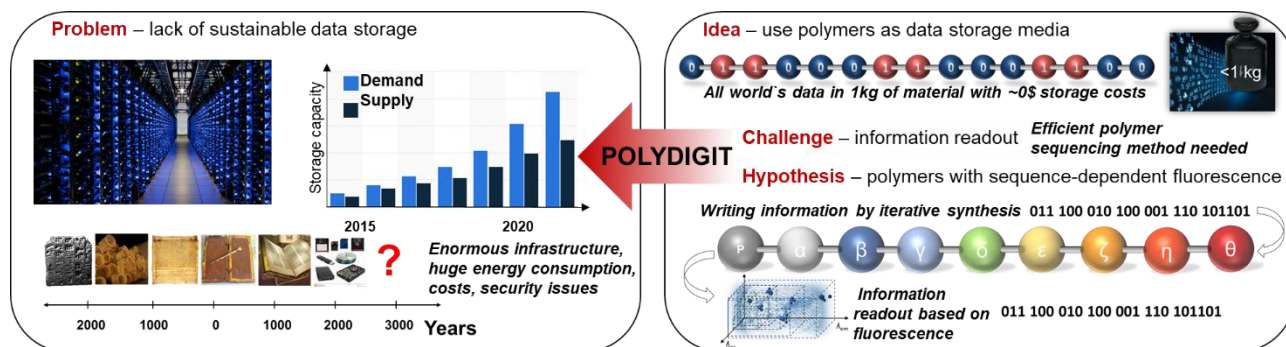 Problem – lack of sustainable data storage
Demand
Supply
Storage capacity
2015 2020
?
Enormous infrastructure,
huge energy consumption,
costs, security issues
2000 1000 0 1000 2000 3000 Years
POLYDIGIT
Idea – use polymers as data storage media
0 1 1 0 0 0 1 1 0 0 0 1 1 0 0
<1 kg
All world`s data in 1kg of material with ~0$ storage costs
Challenge – information readout
Efficient polymer
sequencing method needed
Hypothesis – polymers with sequence-dependent fluorescence
Writing information by iterative synthesis 011 100 010 100 001 110 101101
P α β γ δ ε ζ η θ
Information
readout based on
fluorescence
011 100 010 100 001 110 101101